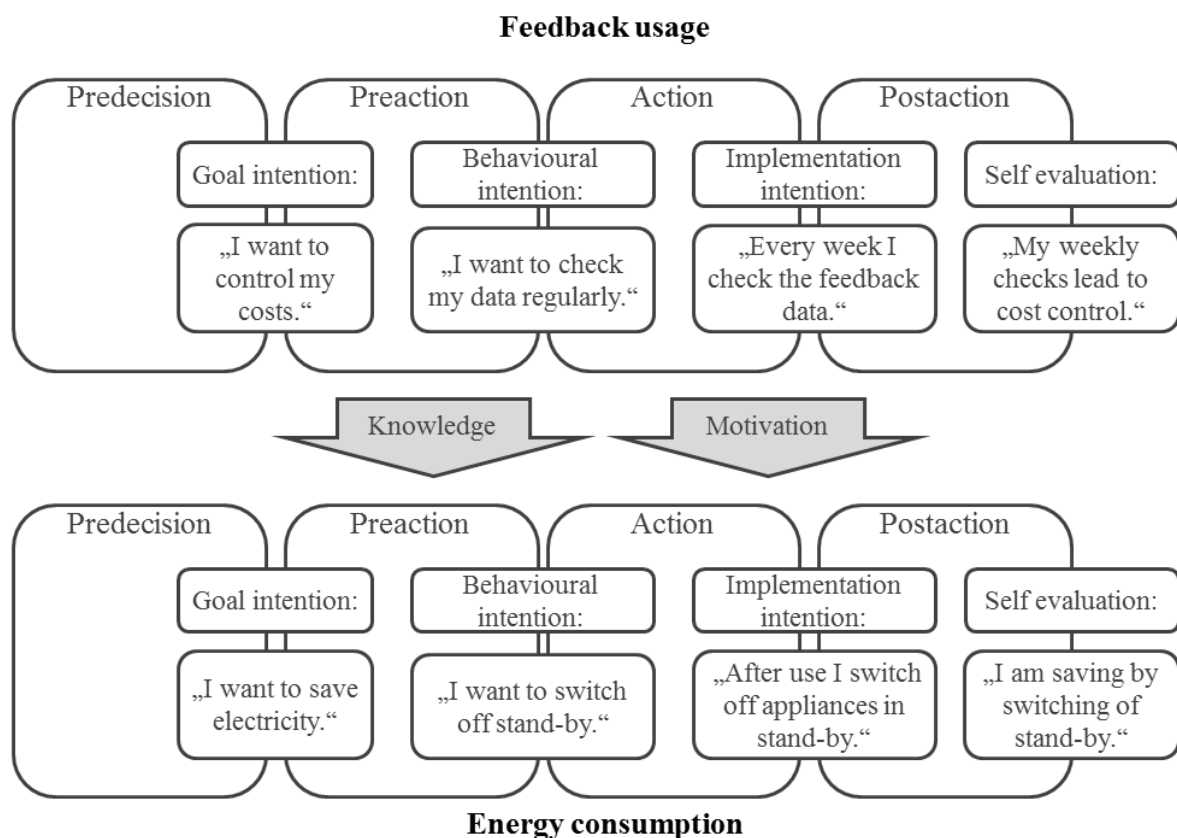 Feedback usage
Predecision
Preaction
Action
Postaction
Goal intention:
Behavioural
intention:
Implementation
intention:
Self evaluation:
„I want to
control my
costs.“
„I want to check
my data regularly.“
„Every week I
check the feedback
data.“
„My weekly
checks lead to
cost control.“
Knowledge
Motivation
Predecision
Preaction
Action
Postaction
Goal intention:
Behavioural
intention:
Implementation
intention:
Self evaluation:
„I want to save
electricity.“
„I want to switch
off stand-by.“
„After use I switch
off appliances in
stand-by.“
„I am saving by
switching of
stand-by.“
Energy consumption